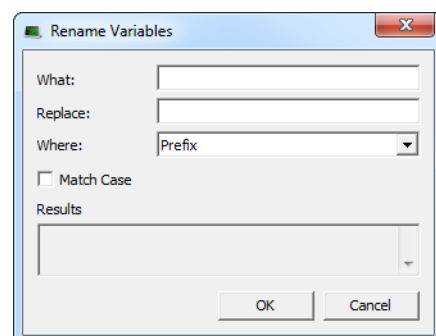 Rename Variables
What:
Replace:
Where: Prefix
Match Case
Results
OK Cancel